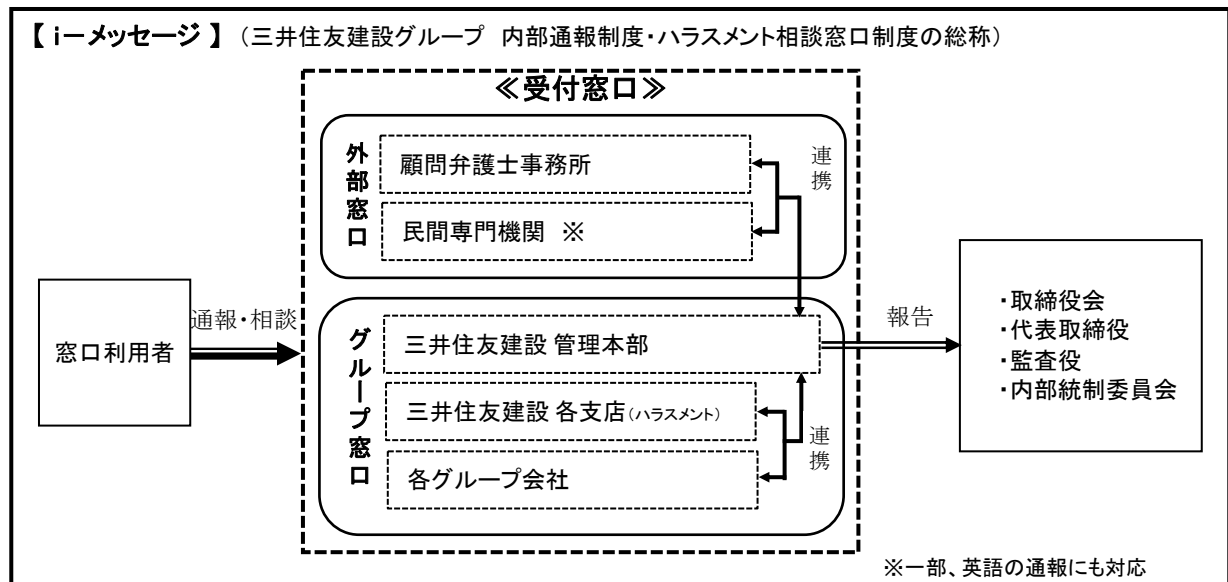 【 i－メッセージ 】 (三井住友建設グループ 内部通報制度・ハラスメント相談窓口制度の総称)
≪受付窓口≫
外部窓口
顧問弁護士事務所
民間専門機関 ※
連携
窓口利用者
通報・相談
グループ窓口
三井住友建設 管理本部
三井住友建設 各支店(ハラスメント)
各グループ会社
連携
報告
・取締役会
・代表取締役
・監査役
・内部統制委員会
※一部、英語の通報にも対応